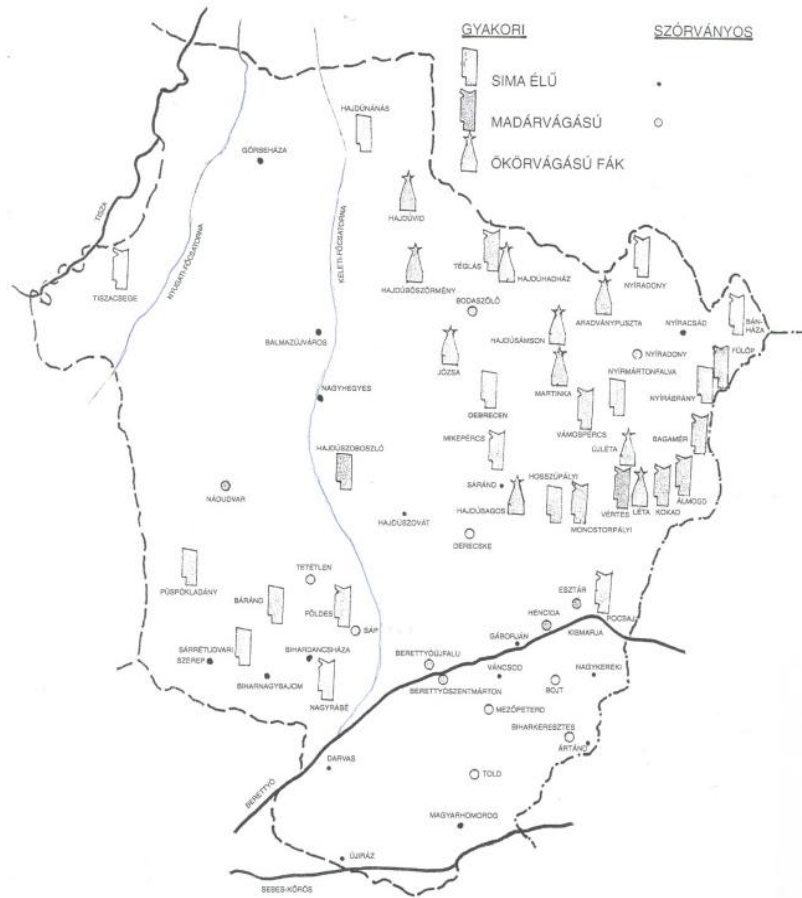 GYAKORI
SZÓRVÁNYOS
SIMA ÉLŰ
MADÁRVÁGÁSÚ
ÖKÖRVÁGÁSÚ FÁK
HAJDÚNÁNÁS
GÖRBEHÁZA
TISZA
NYUGATI-FŐCSATORNA
KELETI-FŐCSATORNA
HAJDÚVID
TISZACSEGE
HAJDÚBÖSZÖRMÉNY
TÉGLÁS
HAJDÚHADHÁZ
NYÍRADONY
BODASZŐLŐ
ARADVÁNYPUSZTA
BÁN-
HÁZA
BALMAZÚJVÁROS
HAJDÚSÁMSON
NYÍRACSÁD
NYÍRADONY
FÜLÖP
JÓZSA
MARTINKA
NYÍRMÁRTONFALVA
NYÍRÁBRÁNY
NAGYHEGYES
DEBRECEN
VÁMOSPÉRCS
MIKEPÉRCS
ÚJLÉTA
BAGAMÉR
HAJDÚSZOBOSZLÓ
HOSSZÚPÁLYI
SÁRÁND
NÁDUDVAR
HAJDÚSZOVÁT
HAJDÚBAGOS
MONOSTORPÁLYI
VÉRTES
LÉTA
KOKAD
ÁLMOSD
DERECSKE
TETÉTLEN
PÜSPÖKLADÁNY
BÁRÁND
FÖLDES
SÁP
ESZTÁR
POCSAJ
HENCIDA
KISMARJA
GÁBORJÁN
SÁRRÉTUDVARI
SZEREP
BIHARDANCSHÁZA
BERETTYÓÚJFALU
VÁNCSOD
NAGYKEREKI
BIHARNAGYBAJOM
NAGYRÁBÉ
BERETTYÓSZENTMÁRTON
BOJT
MEZŐPETERD
BIHARKERESZTES
ÁRTÁND
DARVAS
TOLD
BERETTYÓ
MAGYARHOMOROG
ÚJIRÁZ
SEBES-KÖRÖS